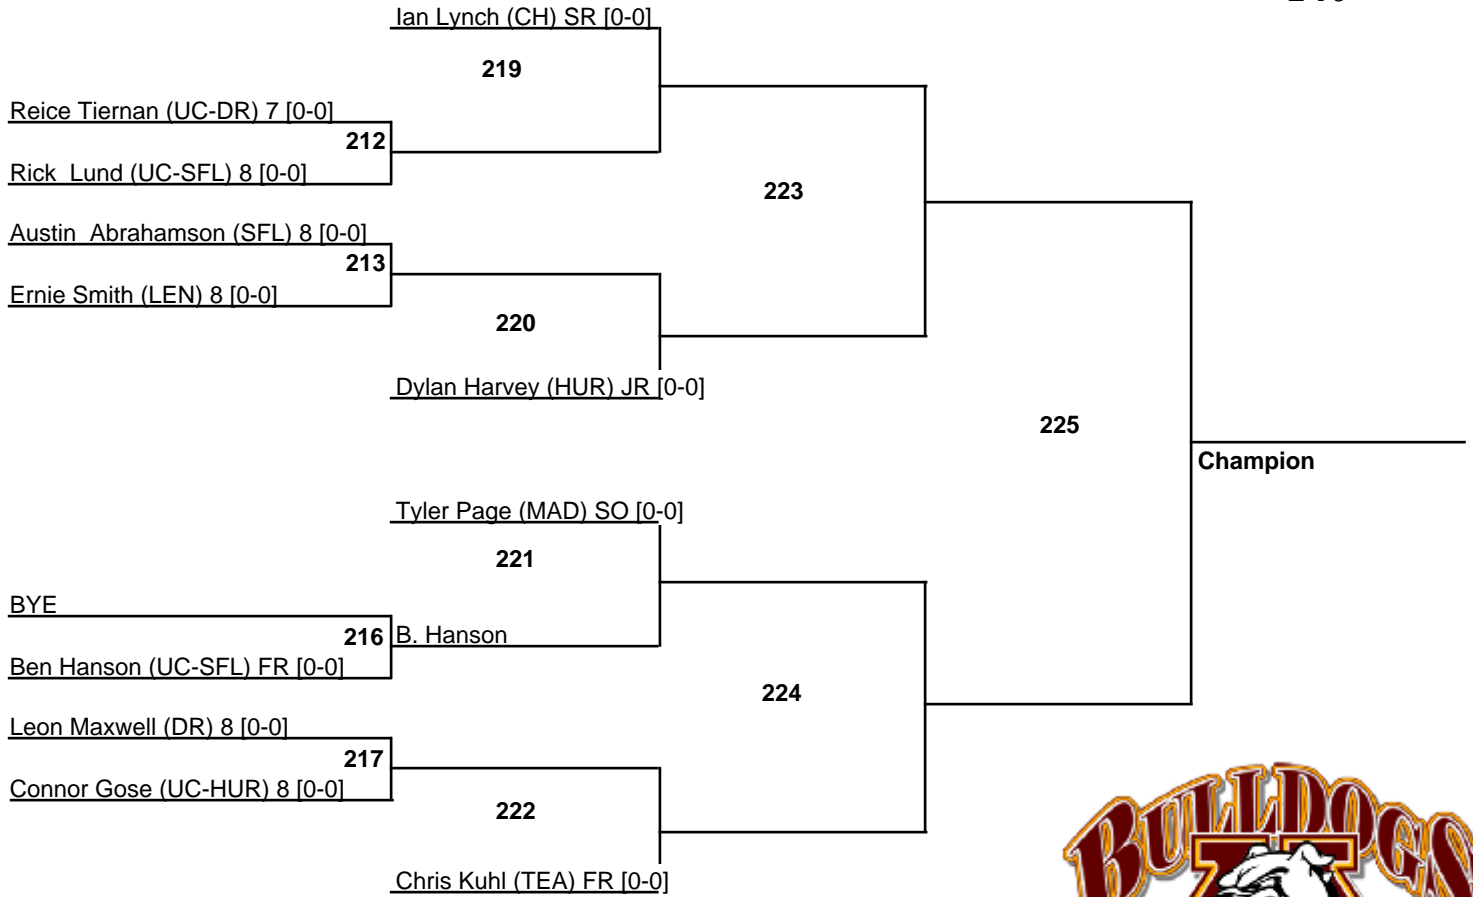 Ian Lynch (CH) SR [0-0]
219
Reice Tiernan (UC-DR) 7 [0-0]
212
Rick  Lund (UC-SFL) 8 [0-0]
223
Austin  Abrahamson (SFL) 8 [0-0]
213
Ernie Smith (LEN) 8 [0-0]
220
Dylan Harvey (HUR) JR [0-0]
225
Champion
Tyler Page (MAD) SO [0-0]
221
BYE
216
B. Hanson
Ben Hanson (UC-SFL) FR [0-0]
224
Leon Maxwell (DR) 8 [0-0]
217
Connor Gose (UC-HUR) 8 [0-0]
222
Chris Kuhl (TEA) FR [0-0]
BULLDOGS